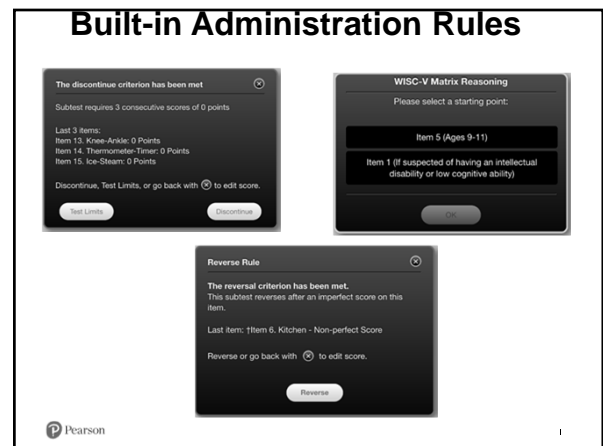 Built-in Administration Rules
The discontinue criterion has been met
Subtest requires 3 consecutive scores of 0 points
Last 3 items:
Item 13. Knee-Ankle: 0 Points
Item 14. Thermometer-Timer: 0 Points
Item 15. Ice-Steam: 0 Points
Discontinue, Test Limits, or go back with ⊗ to edit score.
Test Limits
Discontinue
WISC-V Matrix Reasoning
Please select a starting point:
Item 5 (Ages 9-11)
Item 1 (If suspected of having an intellectual
disability or low cognitive ability)
OK
Reverse Rule
The reversal criterion has been met.
This subtest reverses after an imperfect score on this
item.
Last item: †Item 6. Kitchen - Non-perfect Score
Reverse or go back with ⊗ to edit score.
Reverse
Pearson